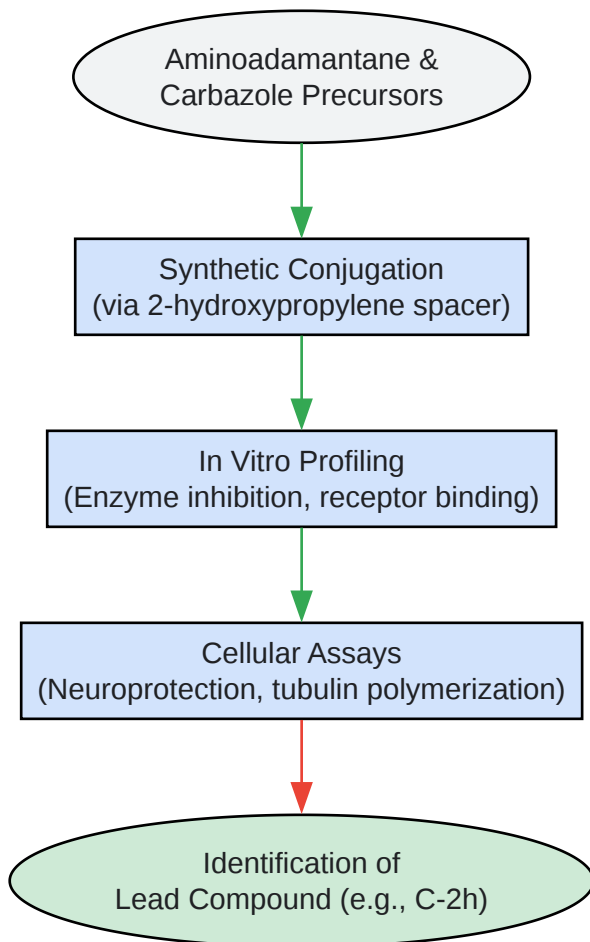 Aminoadamantane &
Carbazole Precursors
Synthetic Conjugation
(via 2-hydroxypropylene spacer)
In Vitro Profiling
(Enzyme inhibition, receptor binding)
Cellular Assays
(Neuroprotection, tubulin polymerization)
Identification of
Lead Compound (e.g., C-2h)